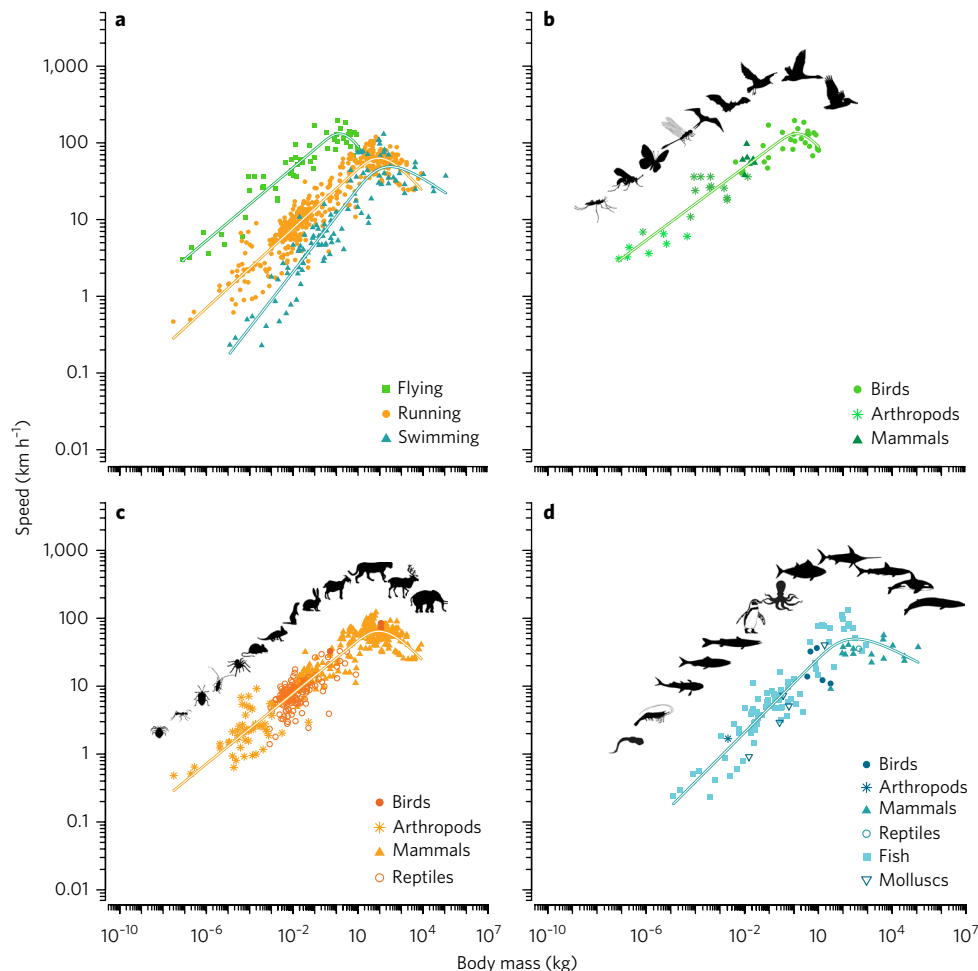 a
1,000
100
10
1
0.1
0.01
Flying
Running
Swimming
b
Birds
Arthropods
Mammals
Speed (km h⁻¹)
c
1,000
100
10
1
0.1
0.01
Birds
Arthropods
Mammals
Reptiles
10⁻¹⁰
10⁻⁶
10⁻²
10
10⁴
10⁷
d
Birds
Arthropods
Mammals
Reptiles
Fish
Molluscs
10⁻¹⁰
10⁻⁶
10⁻²
10
10⁴
10⁷
Body mass (kg)